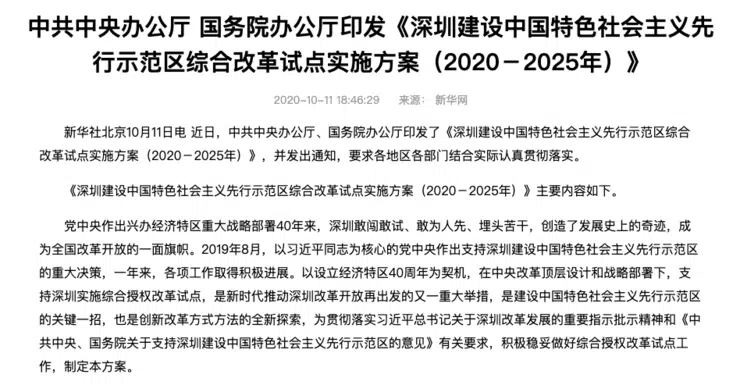 中共中央办公厅 国务院办公厅印发《深圳建设中国特色社会主义先
行示范区综合改革试点实施方案（2020－2025年）》
2020-10-11 18:46:29 来源： 新华网
新华社北京10月11日电 近日，中共中央办公厅、国务院办公厅印发了《深圳建设中国特色社会主义先行示范区综合
改革试点实施方案（2020－2025年）》，并发出通知，要求各地区各部门结合实际认真贯彻落实。
《深圳建设中国特色社会主义先行示范区综合改革试点实施方案（2020－2025年）》主要内容如下。
党中央作出兴办经济特区重大战略部署40年来，深圳敢闯敢试、敢为人先、埋头苦干，创造了发展史上的奇迹，成
为全国改革开放的一面旗帜。2019年8月，以习近平同志为核心的党中央作出支持深圳建设中国特色社会主义先行示范区
的重大决策，一年来，各项工作取得积极进展。以设立经济特区40周年为契机，在中央改革顶层设计和战略部署下，支
持深圳实施综合授权改革试点，是新时代推动深圳改革开放再出发的又一重大举措，是建设中国特色社会主义先行示范区
的关键一招，也是创新改革方式方法的全新探索，为贯彻落实习近平总书记关于深圳改革发展的重要指示批示精神和《中
共中央、国务院关于支持深圳建设中国特色社会主义先行示范区的意见》有关要求，积极稳妥做好综合授权改革试点工
作，制定本方案。